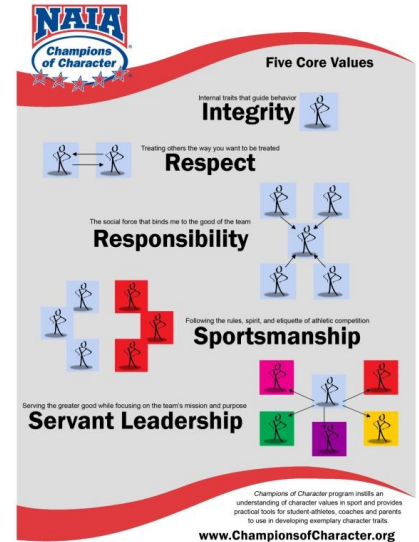 NAIA
Champions
of Character
Five Core Values
Internal traits that guide behavior
Integrity
Treating others the way you want to be treated
Respect
The social force that binds me to the good of the team
Responsibility
Following the rules, spirit, and etiquette of athletic competition
Sportsmanship
Serving the greater good while focusing on the team's mission and purpose
Servant Leadership
Champions of Character program instills an
understanding of character values in sport and provides
practical tools for student-athletes, coaches and parents
to use in developing exemplary character traits.
www.ChampionsofCharacter.org